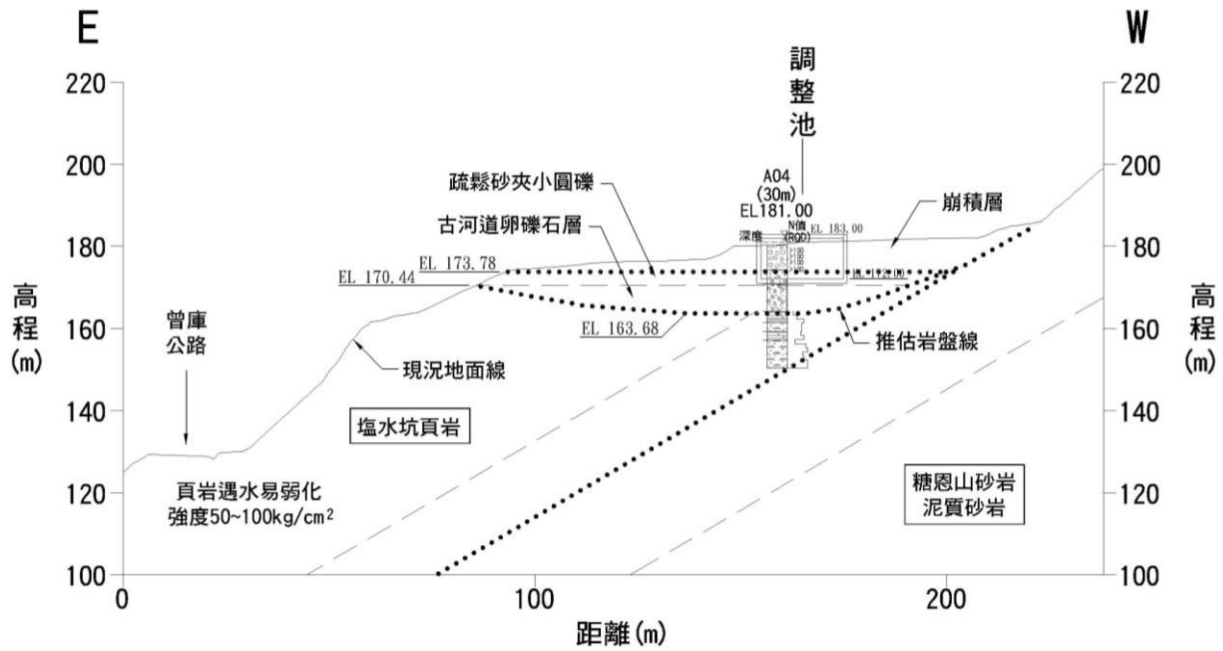 E
W
調整池
220
200
180
160
140
120
100
高程(m)
疏鬆砂夾小圓礫
古河道卵礫石層
A04
(30m)
EL181.00
深度
N值
(RQD)
EL 183.00
崩積層
EL 173.78
EL 170.44
EL 172.00
EL 163.68
推估岩盤線
曾庫
公路
現況地面線
塩水坑頁岩
頁岩遇水易弱化
強度50~100kg/cm²
糖恩山砂岩
泥質砂岩
220
200
180
160
140
120
100
高程(m)
0
100
200
距離(m)